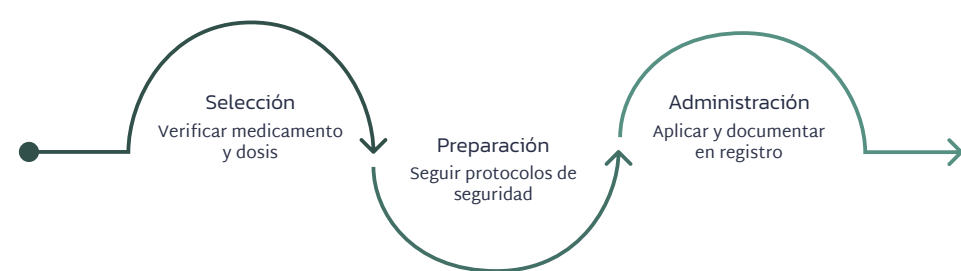 Selección
Verificar medicamento
y dosis
Preparación
Seguir protocolos de
seguridad
Administración
Aplicar y documentar
en registro